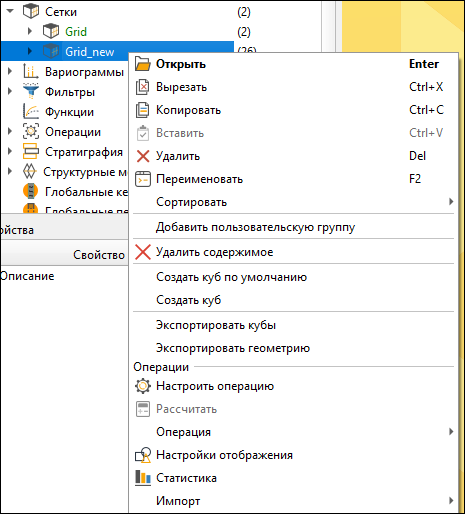 Сетки (2)
Grid (2)
Grid_new (26)
Вариограммы
Фильтры
Функции
Операции
Стратиграфия
Структурные м
Глобальные ке
Глобальные пе
ойства
Свойство
Описание
Открыть Enter
Вырезать Ctrl+X
Копировать Ctrl+C
Вставить Ctrl+V
Удалить Del
Переименовать F2
Сортировать
Добавить пользовательскую группу
Удалить содержимое
Создать куб по умолчанию
Создать куб
Экспортировать кубы
Экспортировать геометрию
Операции
Настроить операцию
Рассчитать
Операция
Настройки отображения
Статистика
Импорт